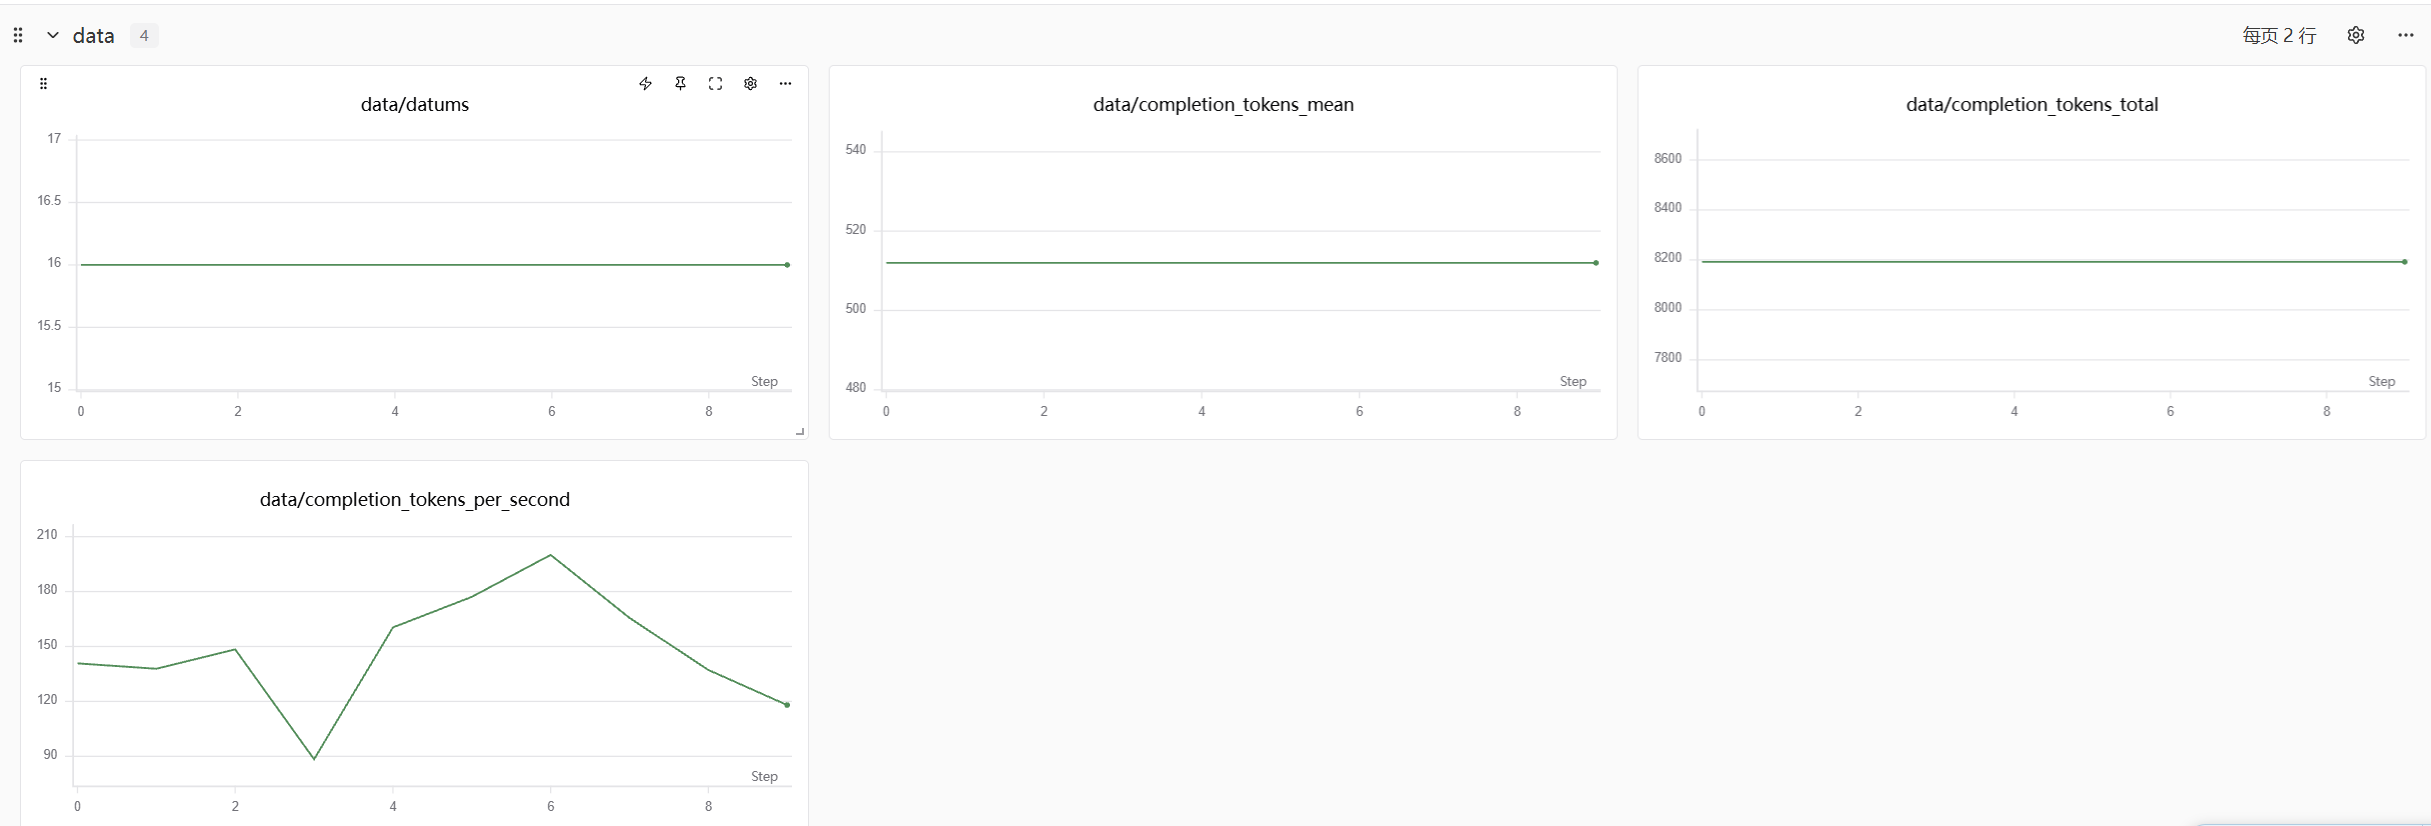 data 4
每页 2 行
data/datums
17
16.5
16
15.5
15
Step
0 2 4 6 8
data/completion_tokens_mean
540
520
500
480
Step
0 2 4 6 8
data/completion_tokens_total
8600
8400
8200
8000
7800
Step
0 2 4 6 8
data/completion_tokens_per_second
210
180
150
120
90
Step
0 2 4 6 8